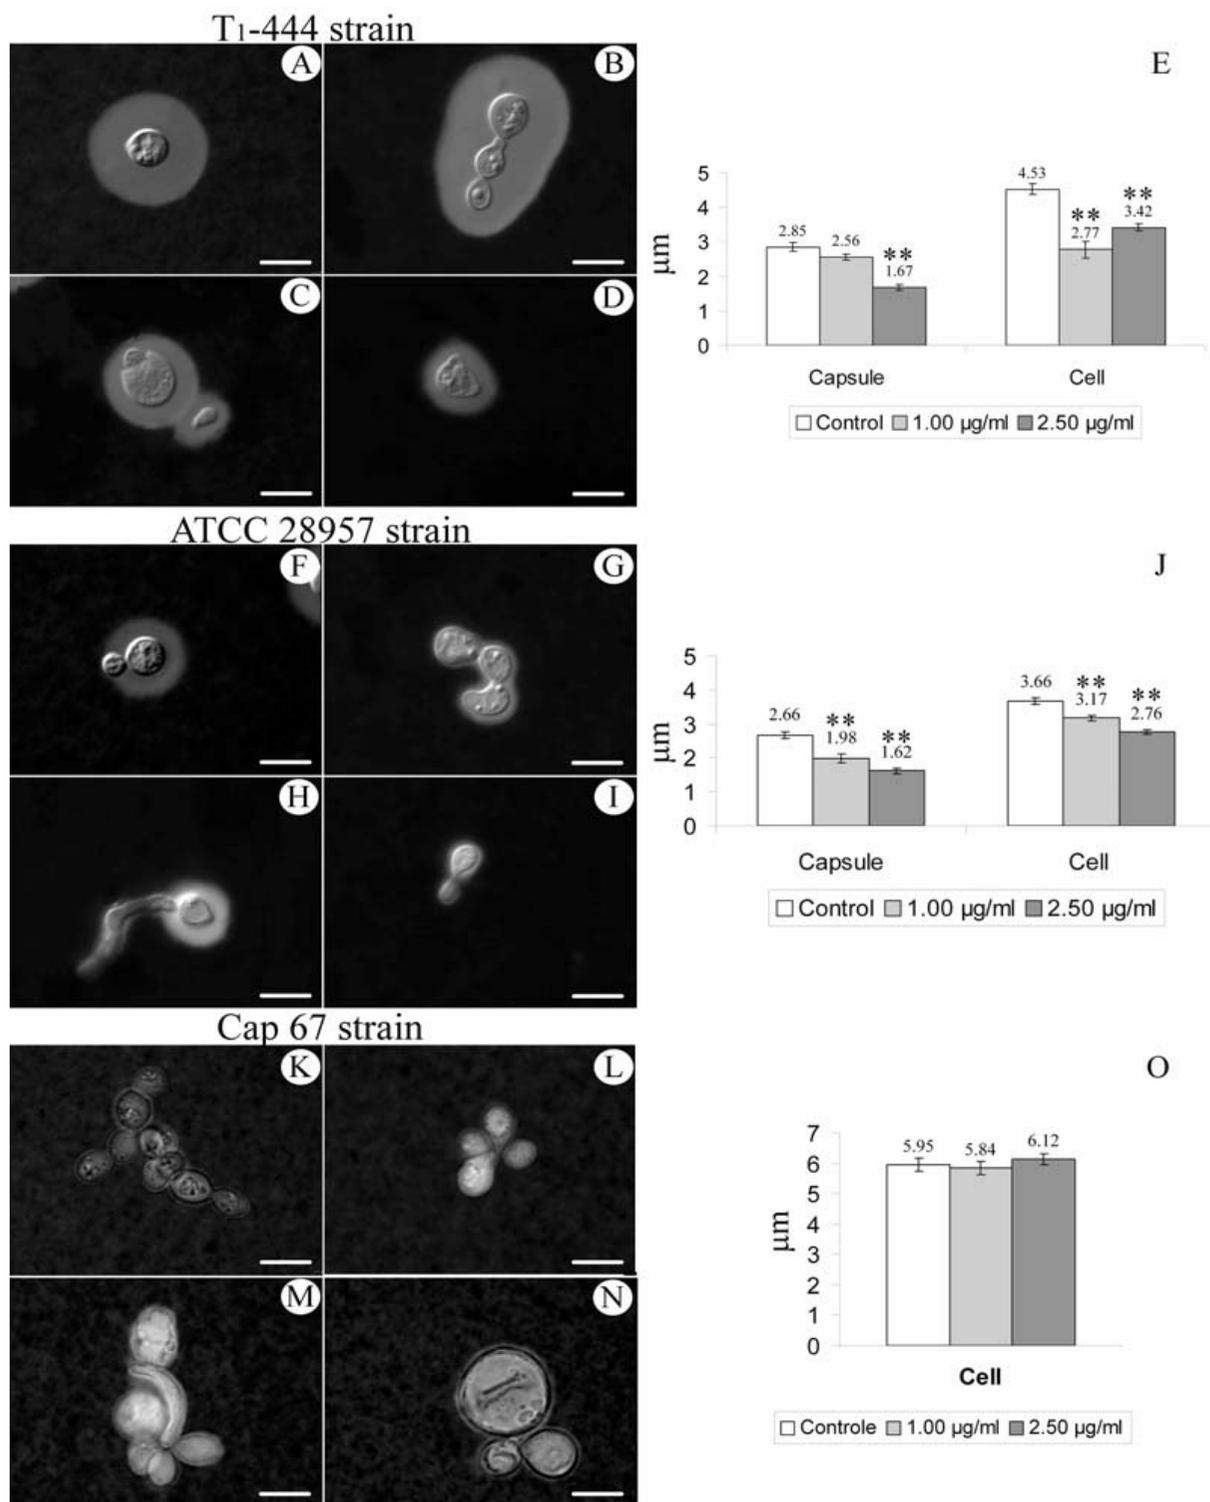 T1-444 strain
A
B
C
D
E
5
4
3
2
1
0
µm
2.85
2.56
**
1.67
4.53
**
2.77
**
3.42
Capsule
Cell
Control 1.00 µg/ml 2.50 µg/ml
ATCC 28957 strain
F
G
H
I
J
5
4
3
2
1
0
µm
2.66
**
1.98
**
1.62
3.66
**
3.17
**
2.76
Capsule
Cell
Control 1.00 µg/ml 2.50 µg/ml
Cap 67 strain
K
L
M
N
O
7
6
5
4
3
2
1
0
µm
5.95
5.84
6.12
Cell
Controle 1.00 µg/ml 2.50 µg/ml